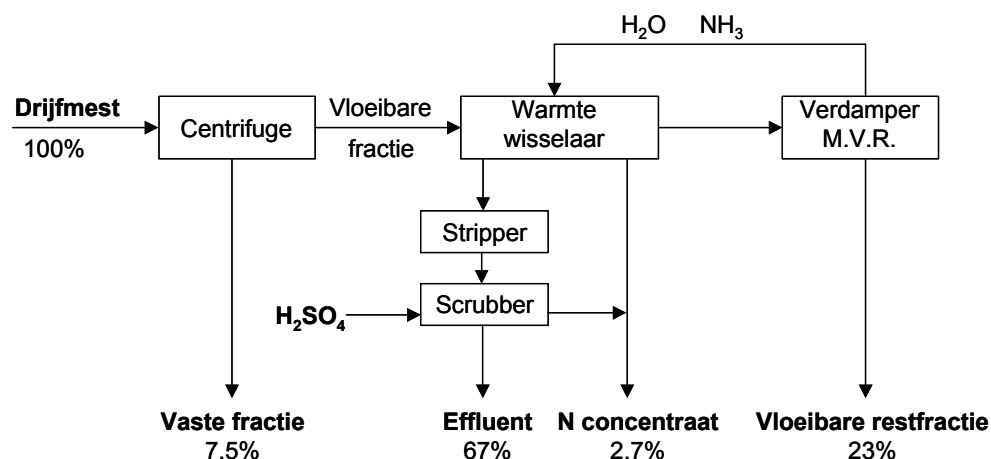 H₂O NH₃
Drijfmest
100%
Centrifuge
Vloeibare
fractie
Warmte
wisselaar
Verdamper
M.V.R.
Stripper
Scrubber
H₂SO₄
Vaste fractie
7.5%
Effluent
67%
N concentraat
2.7%
Vloeibare restfractie
23%